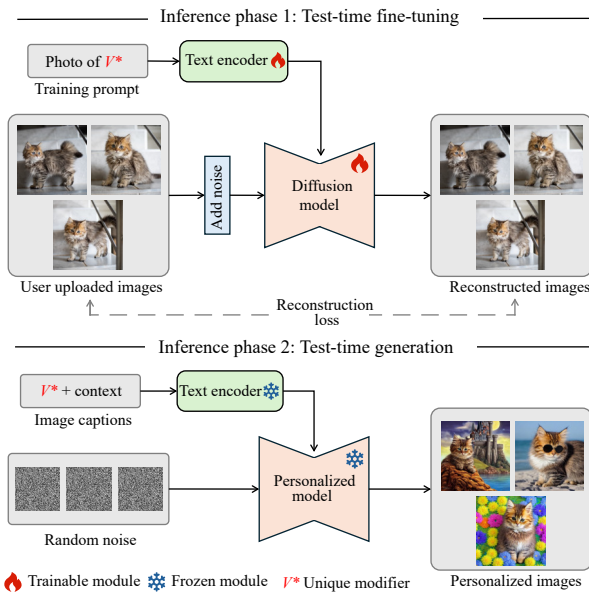 Inference phase 1: Test-time fine-tuning
Photo of V*
Text encoder
Training prompt
Add noise
Diffusion
model
User uploaded images
Reconstructed images
Reconstruction
loss
Inference phase 2: Test-time generation
V* + context
Text encoder
Image captions
Personalized
model
Random noise
Personalized images
Trainable module
Frozen module
V* Unique modifier